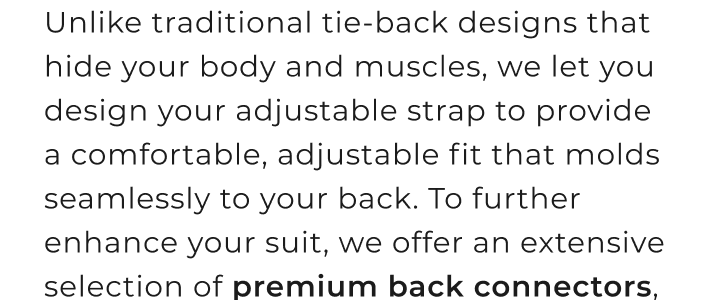 Unlike traditional tie-back designs that
hide your body and muscles, we let you
design your adjustable strap to provide
a comfortable, adjustable fit that molds
seamlessly to your back. To further
enhance your suit, we offer an extensive
selection of premium back connectors,